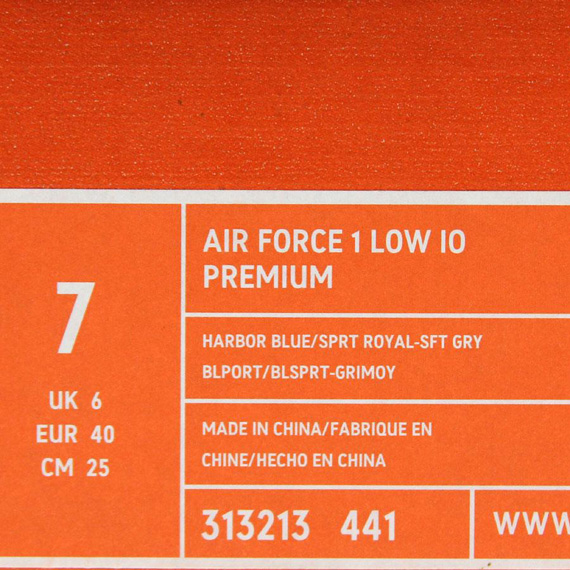 7
UK 6
EUR 40
CM 25
AIR FORCE 1 LOW IO
PREMIUM
HARBOR BLUE/SPRT ROYAL-SFT GRY
BLPORT/BLSPRT-GRIMOY
MADE IN CHINA/FABRIQUE EN
CHINE/HECHO EN CHINA
313213 441
WWW